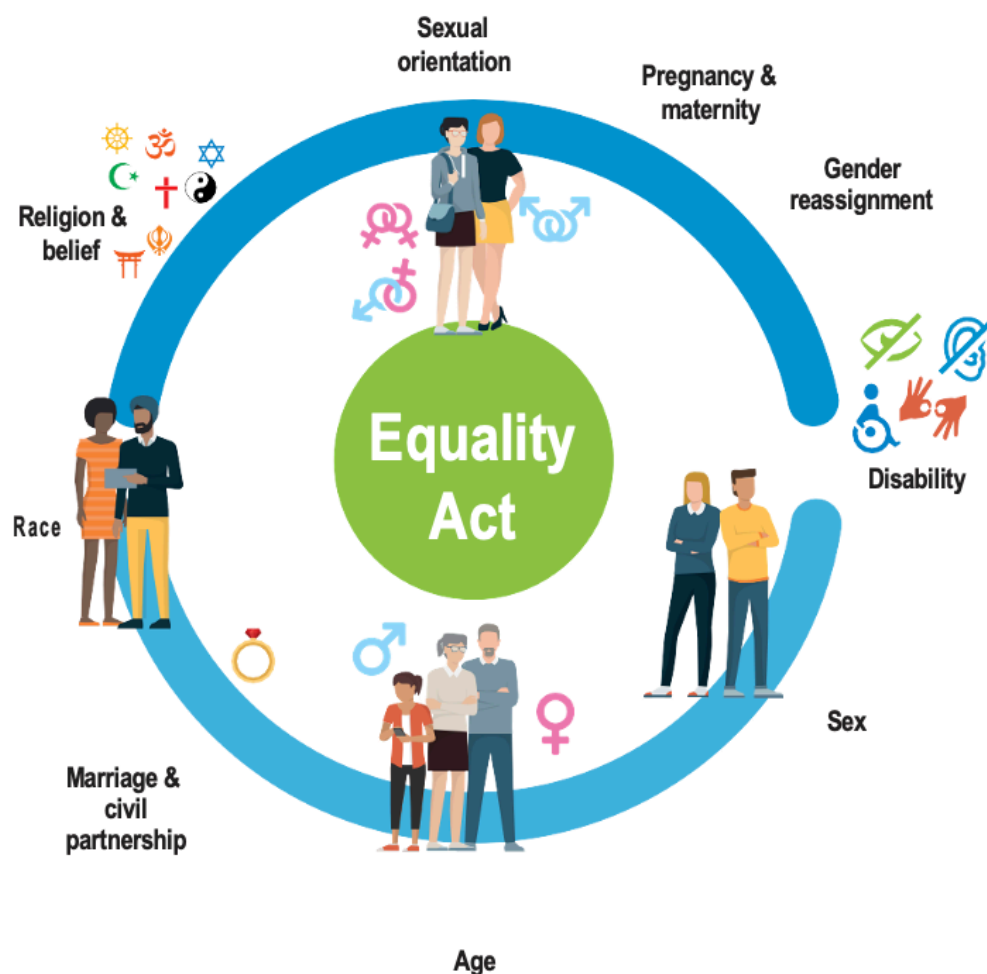 Sexual
orientation
Pregnancy &
maternity
Gender
reassignment
Religion &
belief
Equality
Act
Disability
Race
Sex
Marriage &
civil
partnership
Age